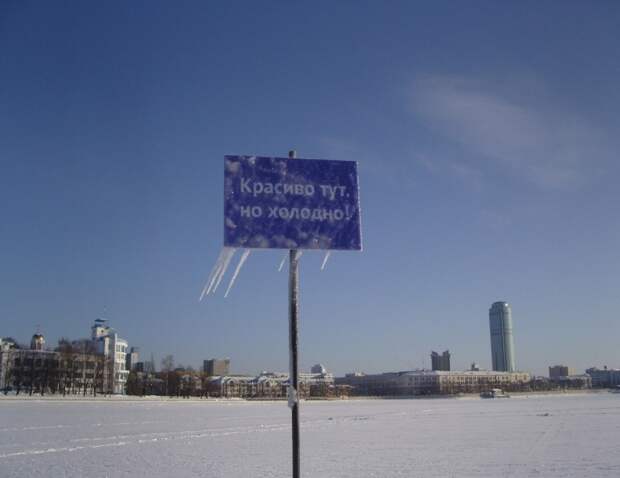 Красиво тут,
но холодно!